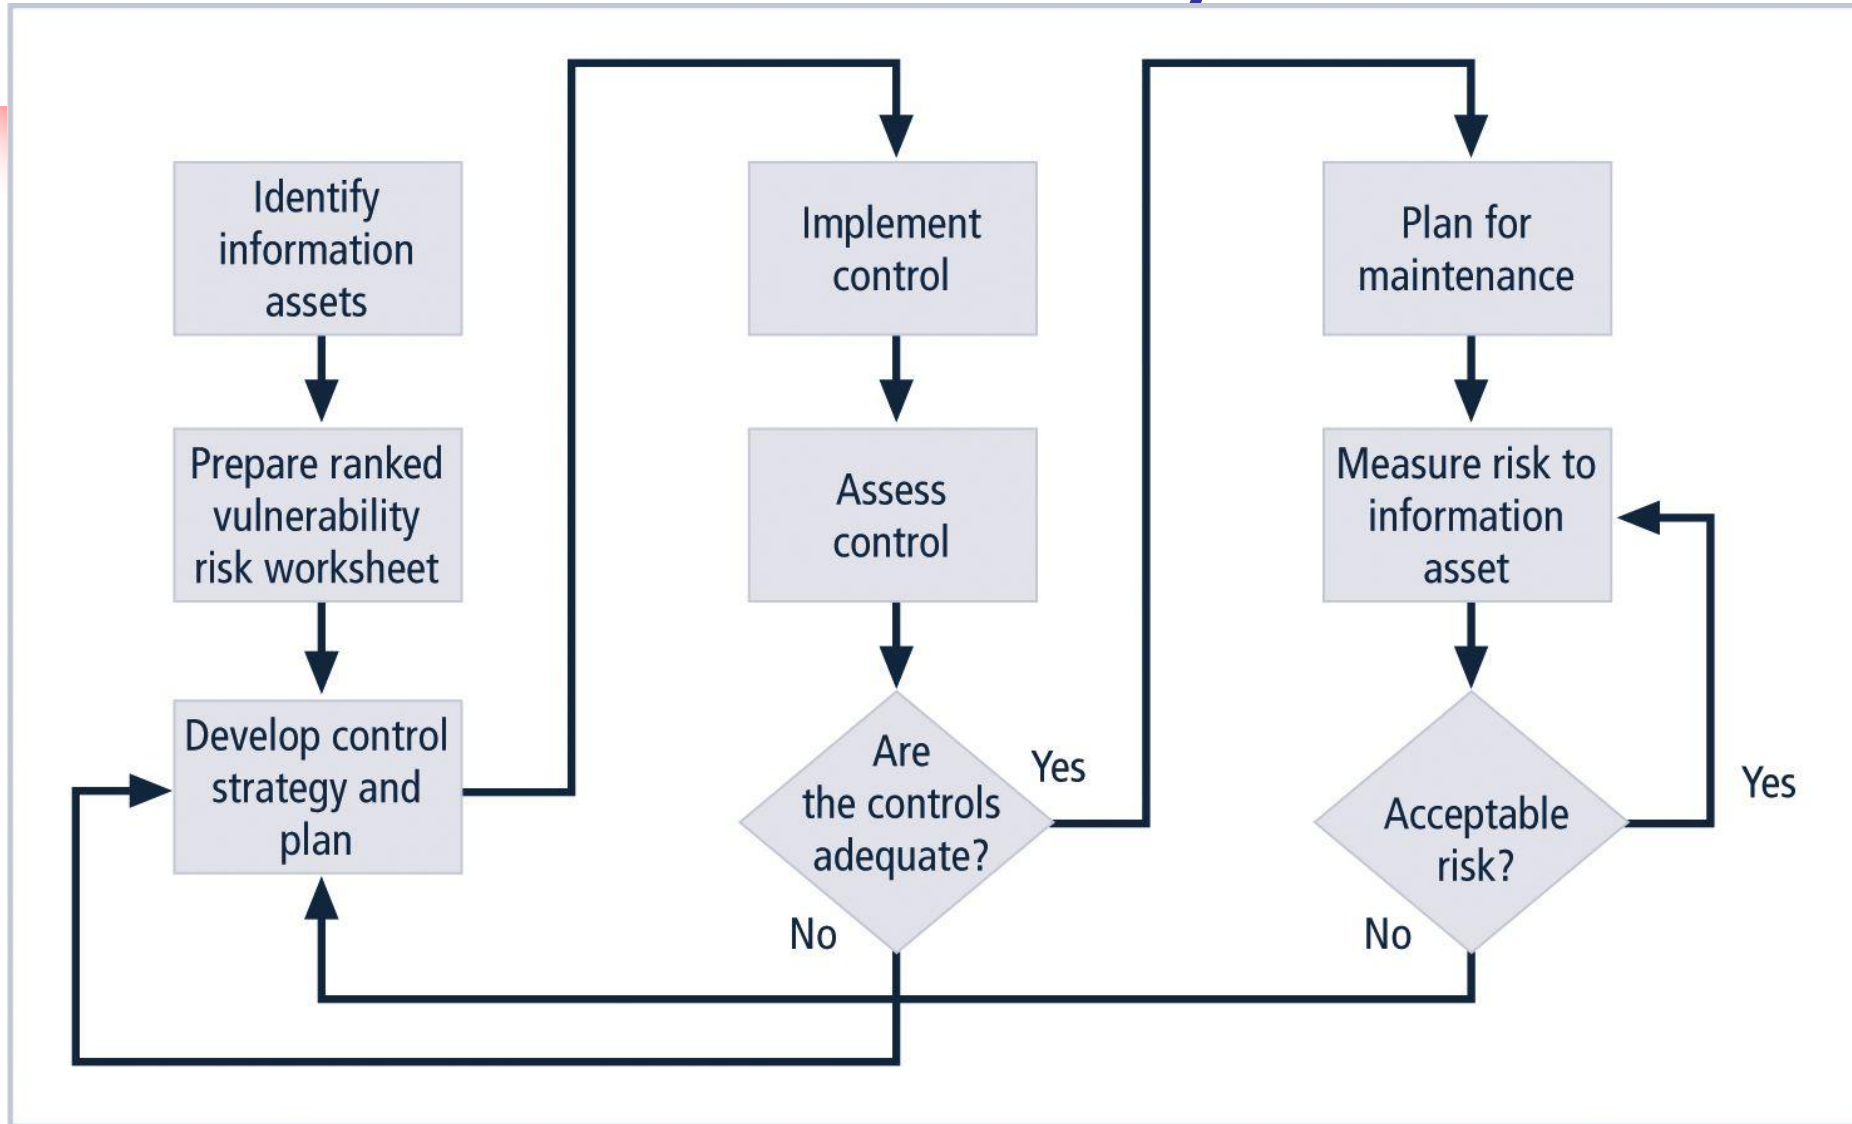 Identify
information
assets
Prepare ranked
vulnerability
risk worksheet
Develop control
strategy and
plan
Implement
control
Assess
control
Are
the controls
adequate?
Yes
No
Plan for
maintenance
Measure risk to
information
asset
Acceptable
risk?
Yes
No